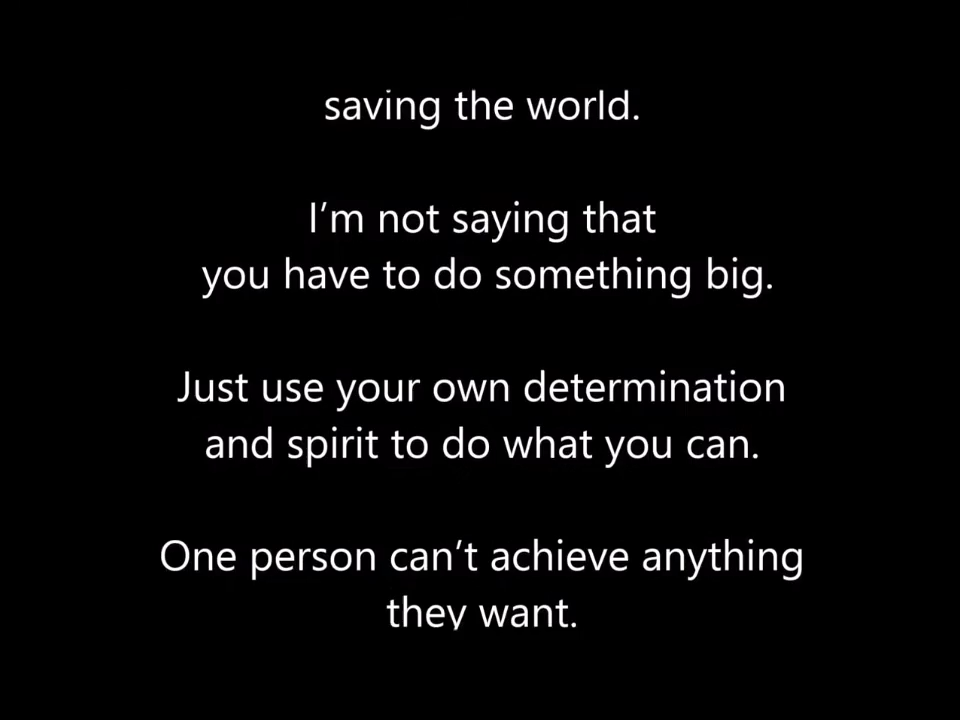 saving the world.
I’m not saying that
you have to do something big.
Just use your own determination
and spirit to do what you can.
One person can’t achieve anything
they want.